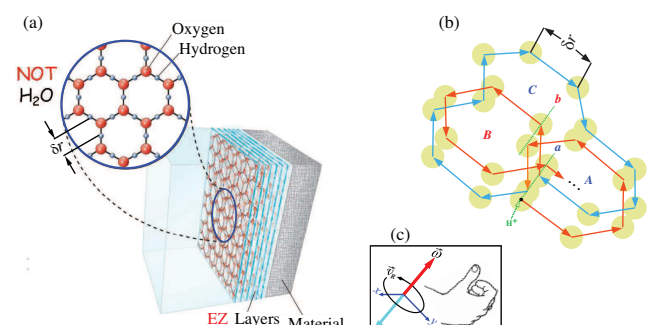 (a)
Oxygen
Hydrogen
NOT
H₂O
δr
EZ Layers Material
(b)
δr
C
b
B
a
A
...
H⁺
(c)
ω⃗
v⃗R
x
y